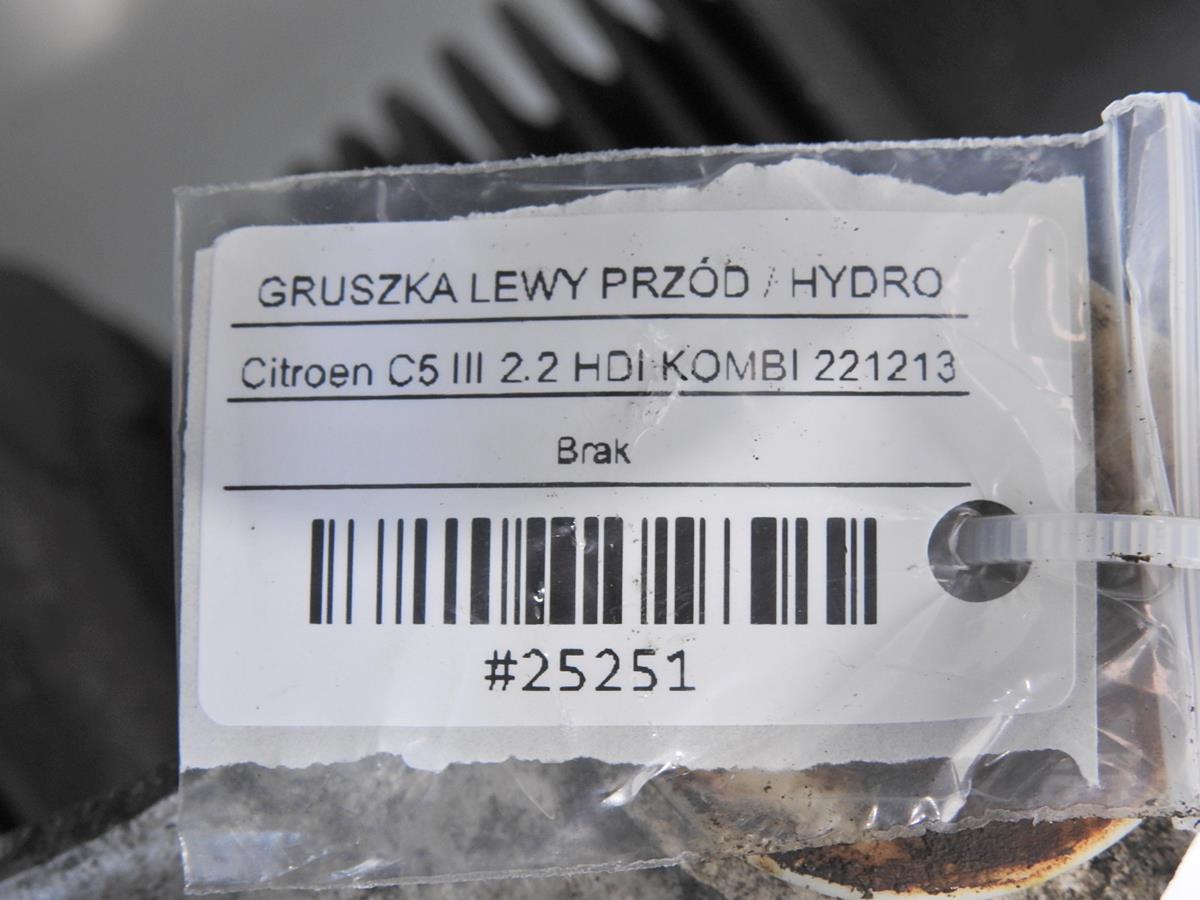 GRUSZKA LEWY PRZÓD / HYDRO
Citroen C5 III 2.2 HDI KOMBI 221213
Brak
#25251